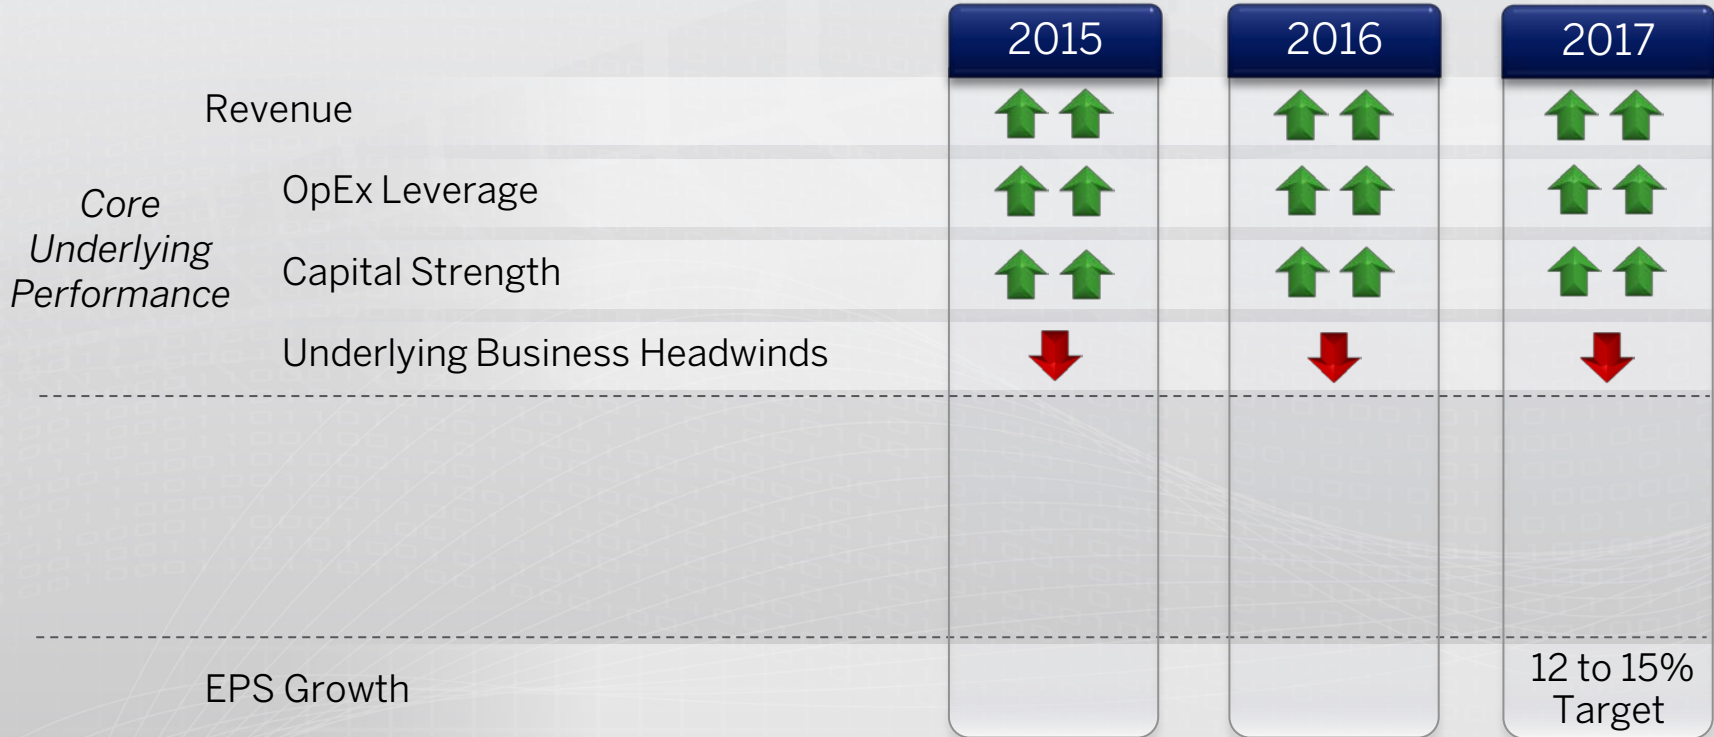 2015 2016 2017
Revenue
OpEx Leverage
Core
Underlying
Performance
Capital Strength
Underlying Business Headwinds
EPS Growth
12 to 15%
Target